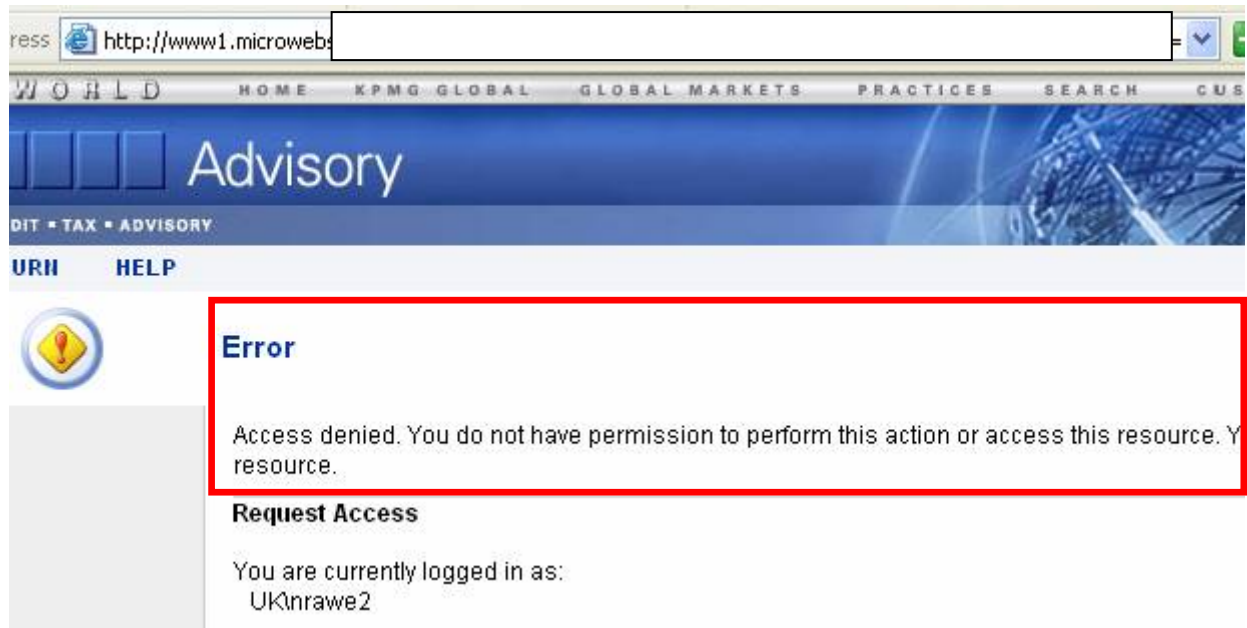 ress http://www1.microwebs =
WORLD HOME KPMG GLOBAL GLOBAL MARKETS PRACTICES SEARCH CUS
Advisory
DIT ▪ TAX ▪ ADVISORY
URN HELP
Error
Access denied. You do not have permission to perform this action or access this resource. Y
resource.
Request Access
You are currently logged in as:
UK\nrawe2